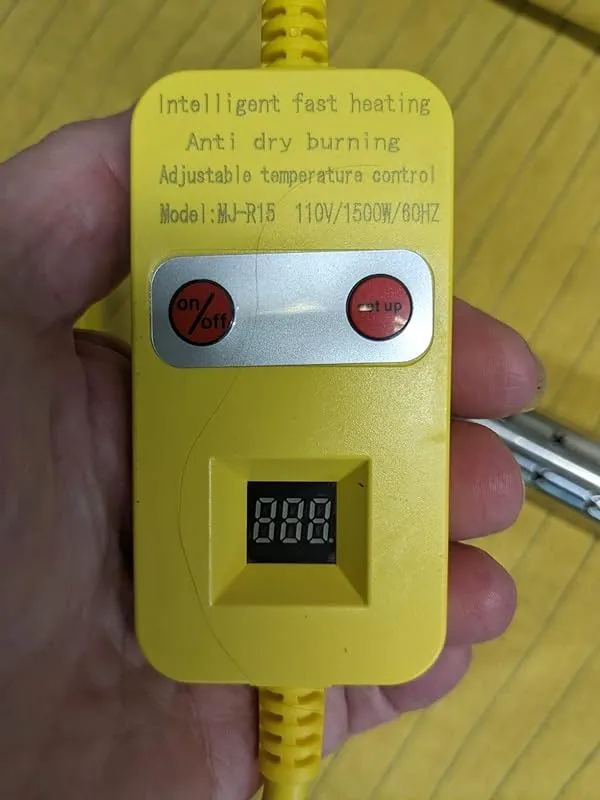 Intelligent fast heating
Anti dry burning
Adjustable temperature control
Model:MJ-R15 110V/1500W/60HZ
on/off
set up
888.